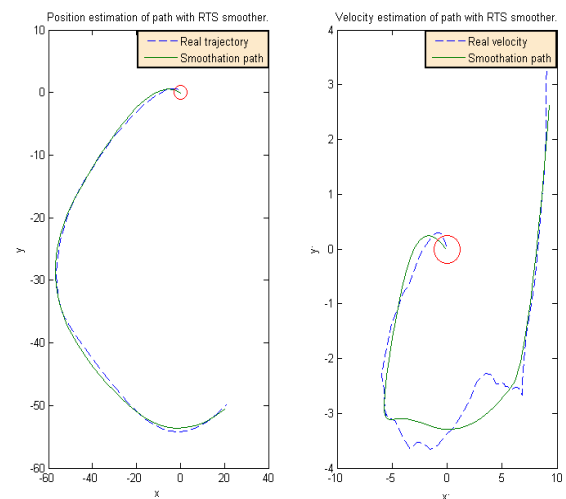 Position estimation of path with RTS smoother.
Real trajectory
Smoothation path
10
0
-10
-20
-30
-40
-50
-60
y
-60
-40
-20
0
20
40
x
Velocity estimation of path with RTS smoother.
Real velocity
Smoothation path
4
3
2
1
0
-1
-2
-3
-4
y.
-10
-5
0
5
10
x.